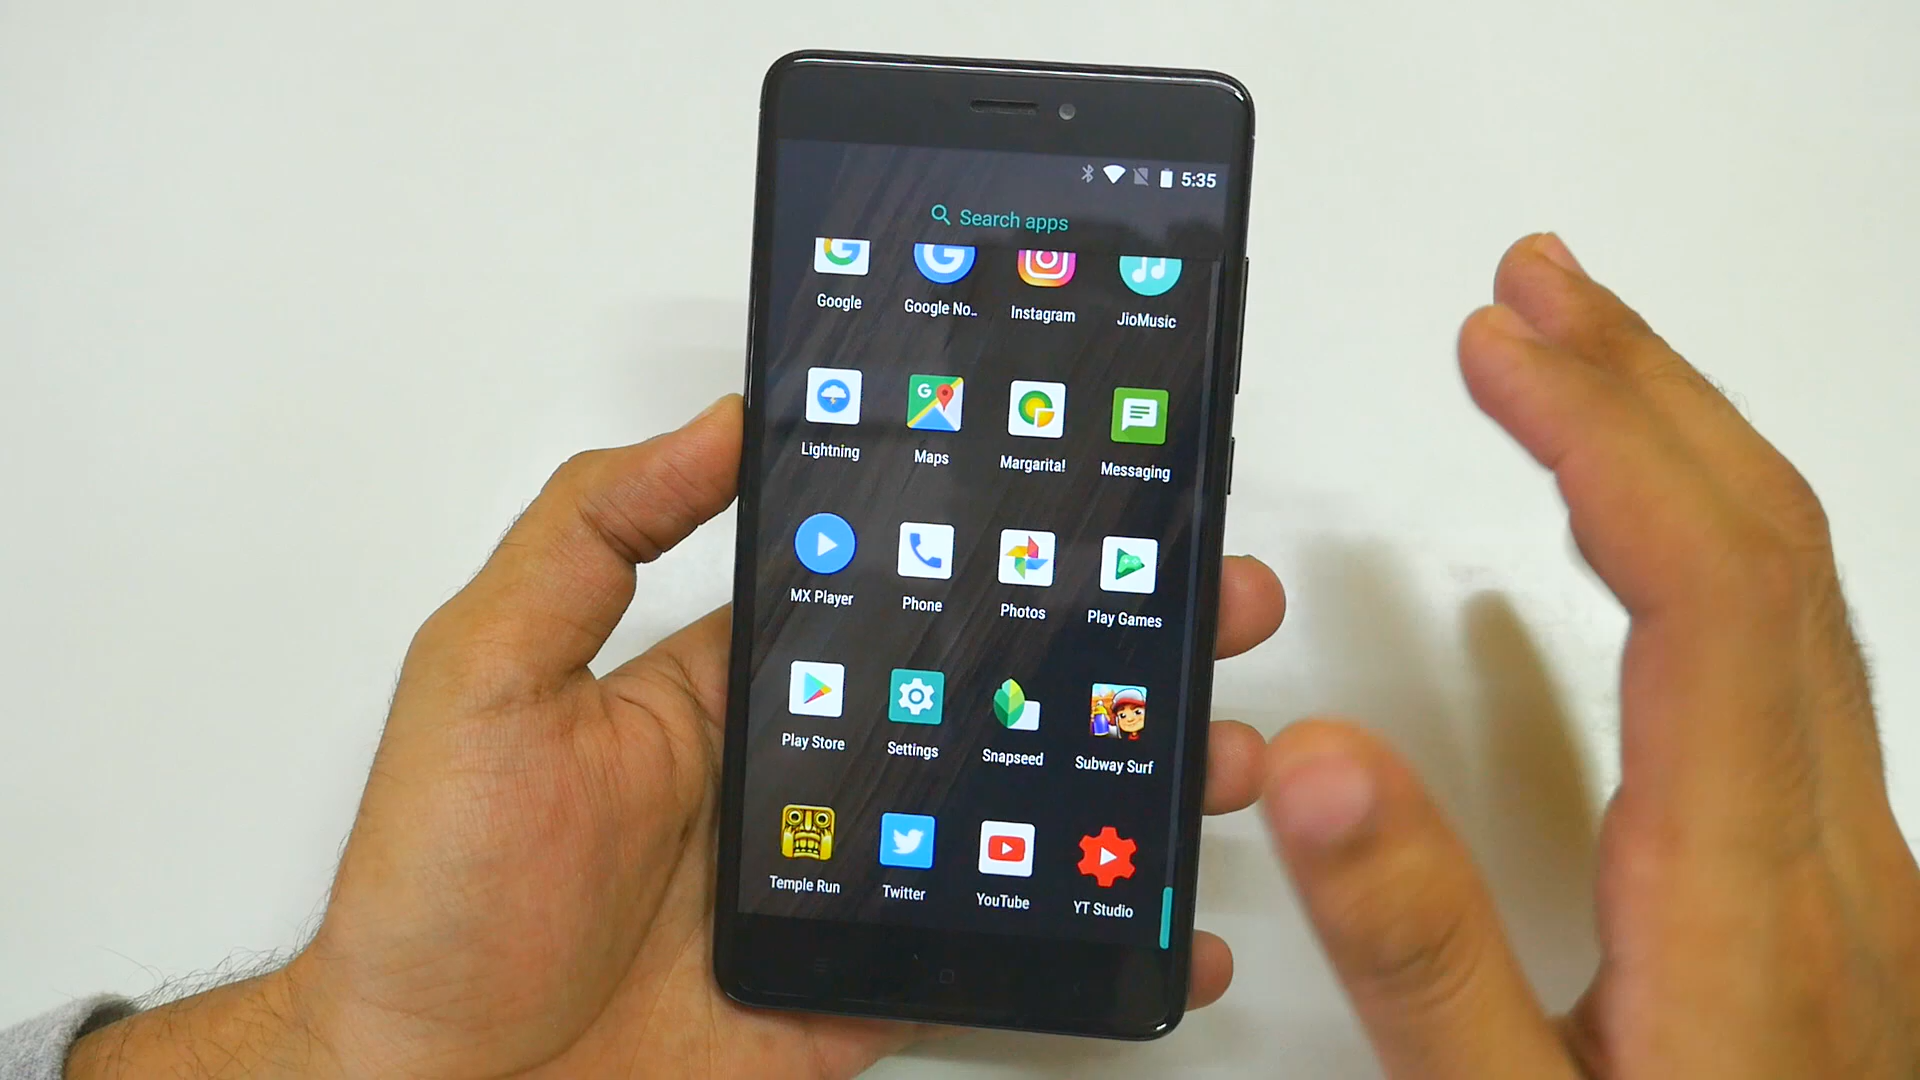 5:35
Search apps
Google
Google No..
Instagram
JioMusic
Lightning
Maps
Margarita!
Messaging
MX Player
Phone
Photos
Play Games
Play Store
Settings
Snapseed
Subway Surf
Temple Run
Twitter
YouTube
YT Studio